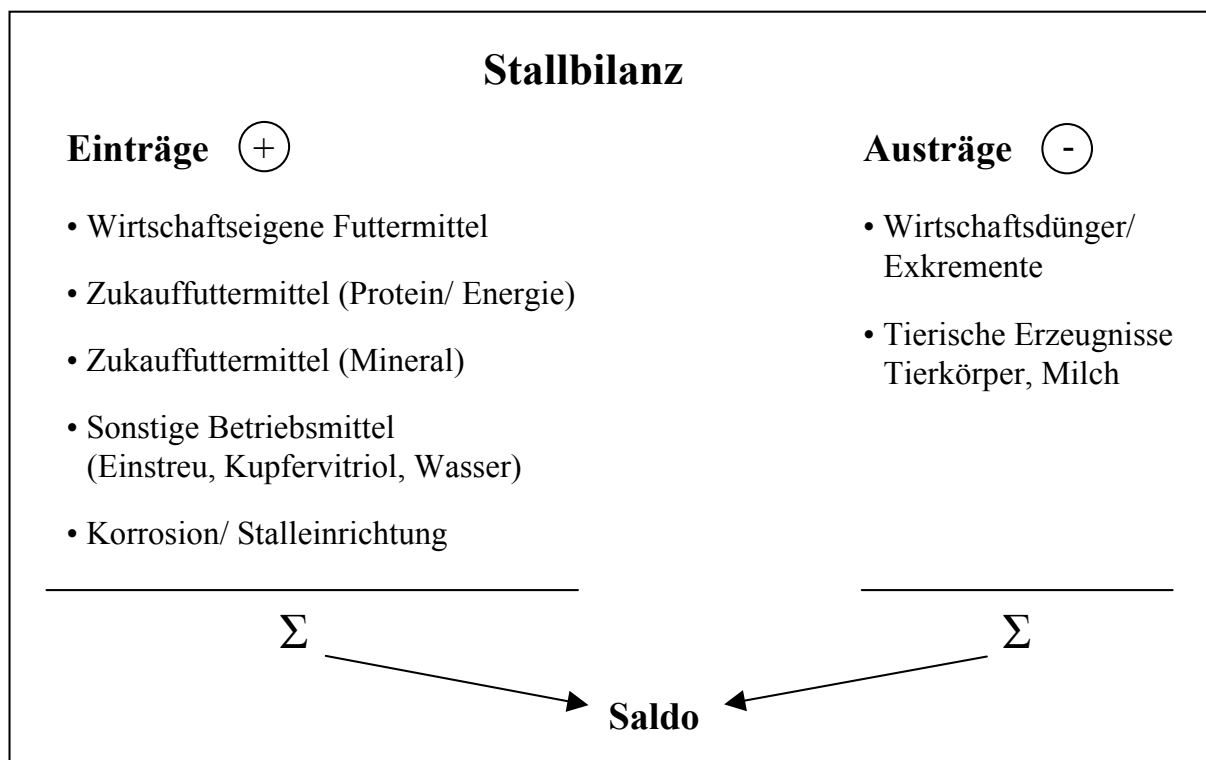 Stallbilanz
Einträge +
• Wirtschaftseigene Futtermittel
• Zukauffuttermittel (Protein/ Energie)
• Zukauffuttermittel (Mineral)
• Sonstige Betriebsmittel
(Einstreu, Kupfervitriol, Wasser)
• Korrosion/ Stalleinrichtung
Σ
Austräge -
• Wirtschaftsdünger/
Exkremente
• Tierische Erzeugnisse
Tierkörper, Milch
Σ
Saldo